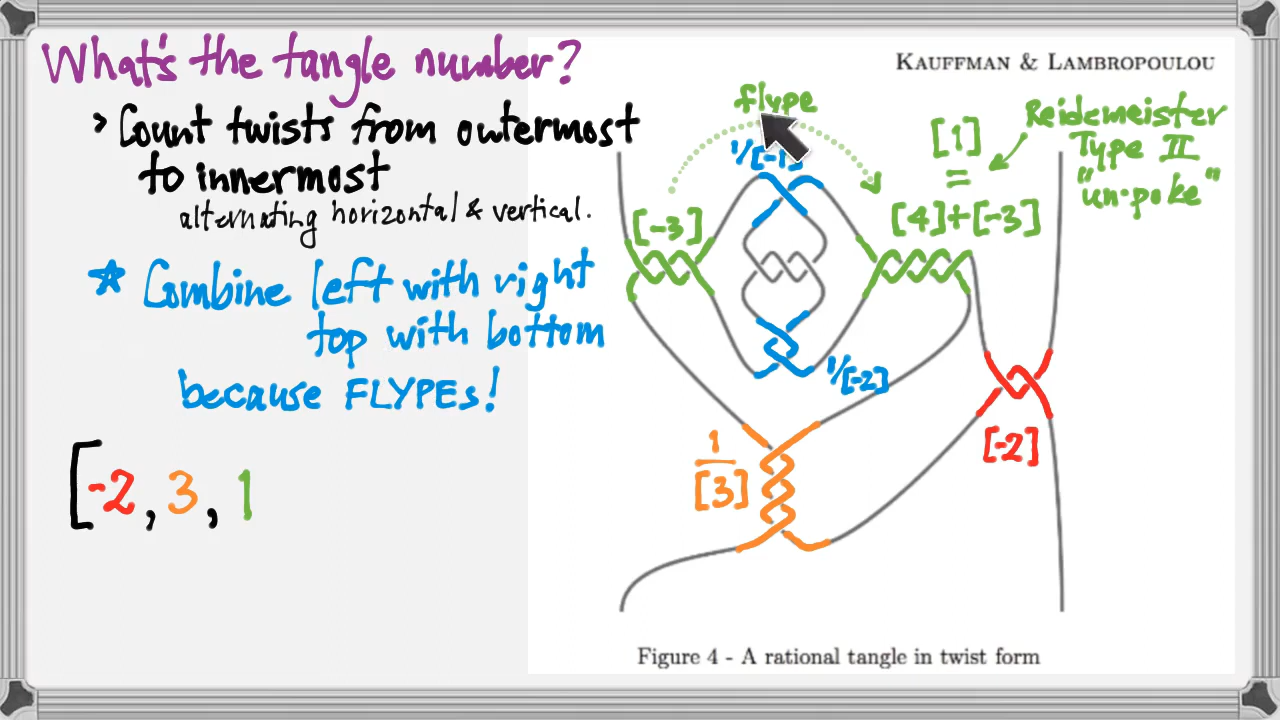 What's the tangle number?
> Count twists from outermost
to innermost
alternating horizontal & vertical.
* Combine left with right
top with bottom
because FLYPEs!
[-2, 3, 1
KAUFFMAN & LAMBROPOULOU
flype
1/[-1]
[-3]
[1]
=
[4]+[-3]
Reidemeister
Type II
"un-poke"
1/[-2]
1
[3]
[-2]
Figure 4 - A rational tangle in twist form